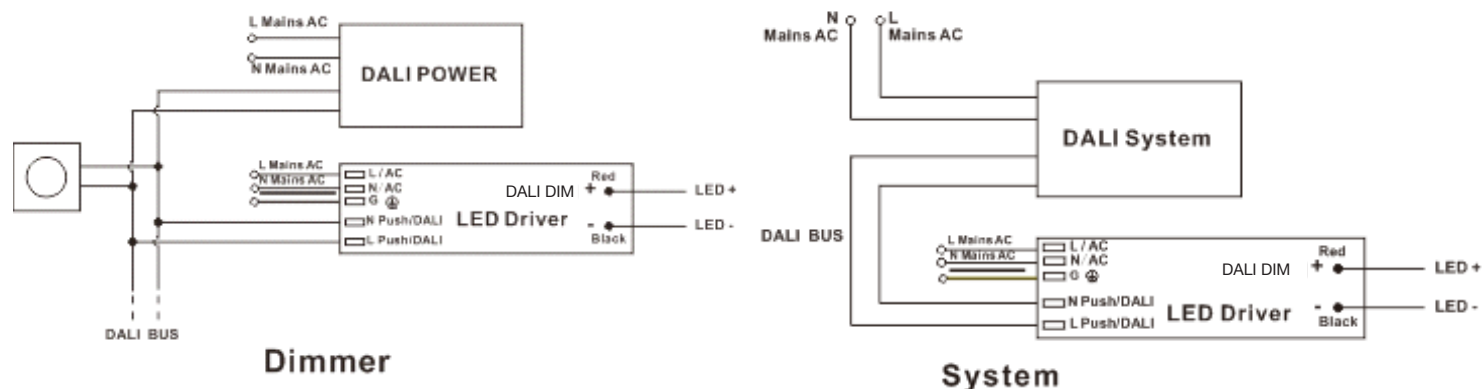 L Mains AC
N Mains AC
DALI POWER
L Mains AC
N Mains AC
L / AC
N/AC
G
N Push/DALI
L Push/DALI
DALI DIM
LED Driver
Red
+
-
Black
LED +
LED -
DALI BUS
Dimmer
N
Mains AC
L
Mains AC
DALI System
DALI BUS
L Mains AC
N Mains AC
L / AC
N/AC
G
N Push/DALI
L Push/DALI
DALI DIM
LED Driver
Red
+
-
Black
LED +
LED -
System